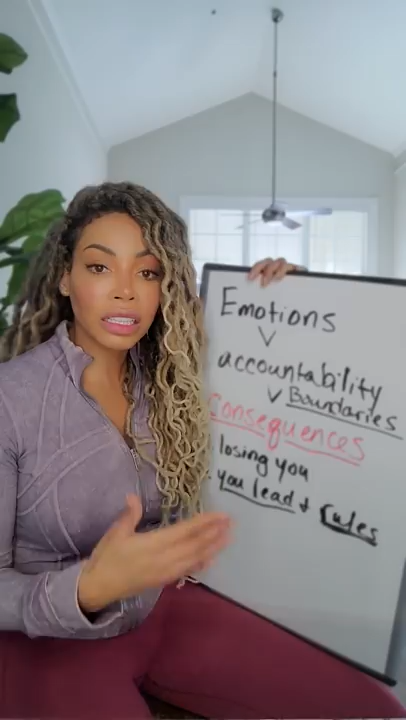 Emotions
V
accountability
V Boundaries
Consequences
losing you
you lead + rules